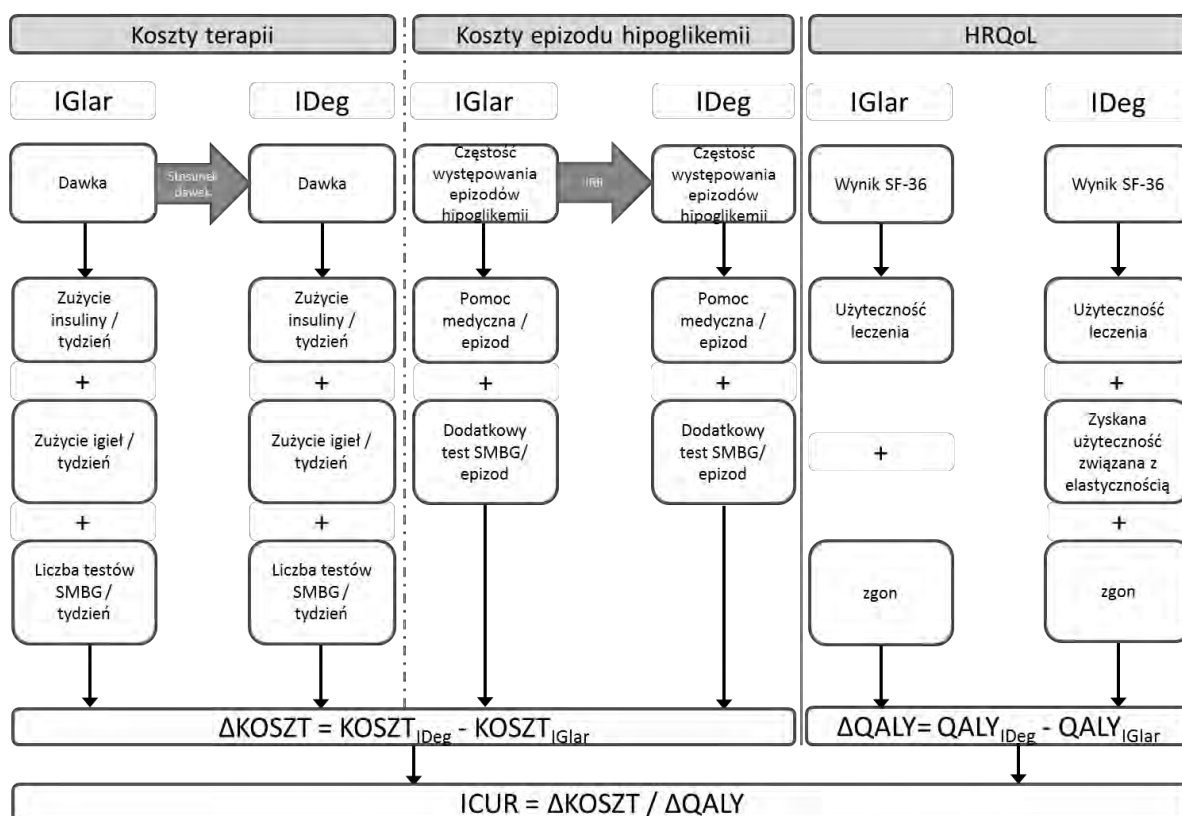 Koszty terapii
Koszty epizodu hipoglikemii
HRQoL
IGlar
IDeg
IGlar
IDeg
IGlar
IDeg
Dawka
Stosunek
dawek
Dawka
Częstość
występowania
epizodów
hipoglikemii
Częstość
występowania
epizodów
hipoglikemii
Wynik SF-36
Wynik SF-36
Zużycie
insuliny /
tydzień
Zużycie
insuliny /
tydzień
Pomoc
medyczna /
epizod
Pomoc
medyczna /
epizod
Użyteczność
leczenia
Użyteczność
leczenia
+
+
+
+
+
Zużycie igieł /
tydzień
Zużycie igieł /
tydzień
Dodatkowy
test SMBG/
epizod
Dodatkowy
test SMBG/
epizod
+
Zyskana
użyteczność
związana z
elastycznością
+
+
+
Liczba testów
SMBG /
tydzień
Liczba testów
SMBG /
tydzień
zgon
zgon
ΔKOSZT = KOSZT_IDeg - KOSZT_IGlar
ΔQALY= QALY_IDeg - QALY_IGlar
ICUR = ΔKOSZT / ΔQALY